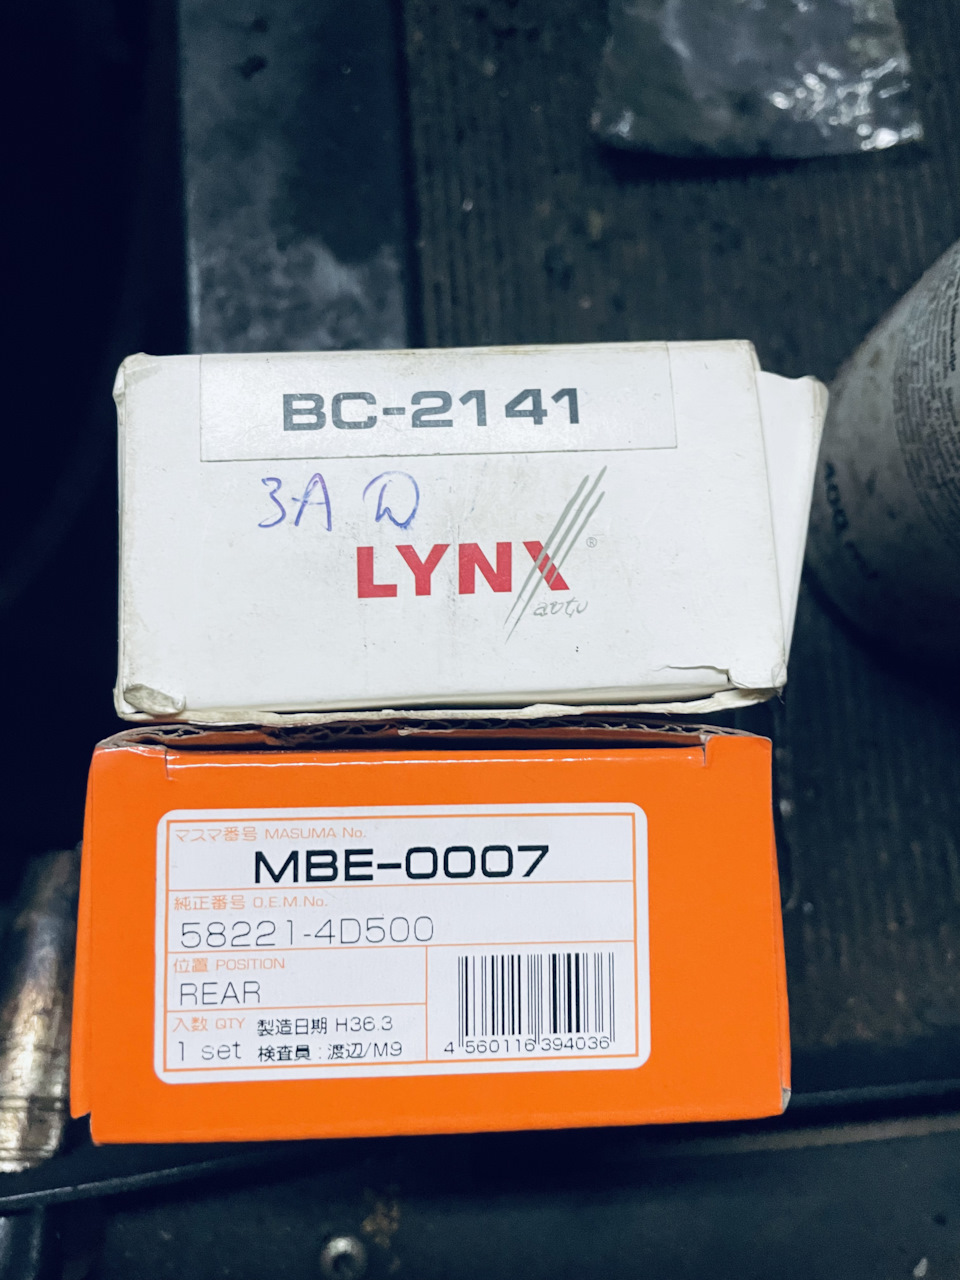 BC-2141
ЗАД
LYNX®
auto
マスマ番号 MASUMA No.
MBE-0007
純正番号 O.E.M.No.
58221-4D500
位置 POSITION
REAR
入数 QTY 製造日期 H36.3
1 set 検査員:渡辺/M9
4 560116 394036